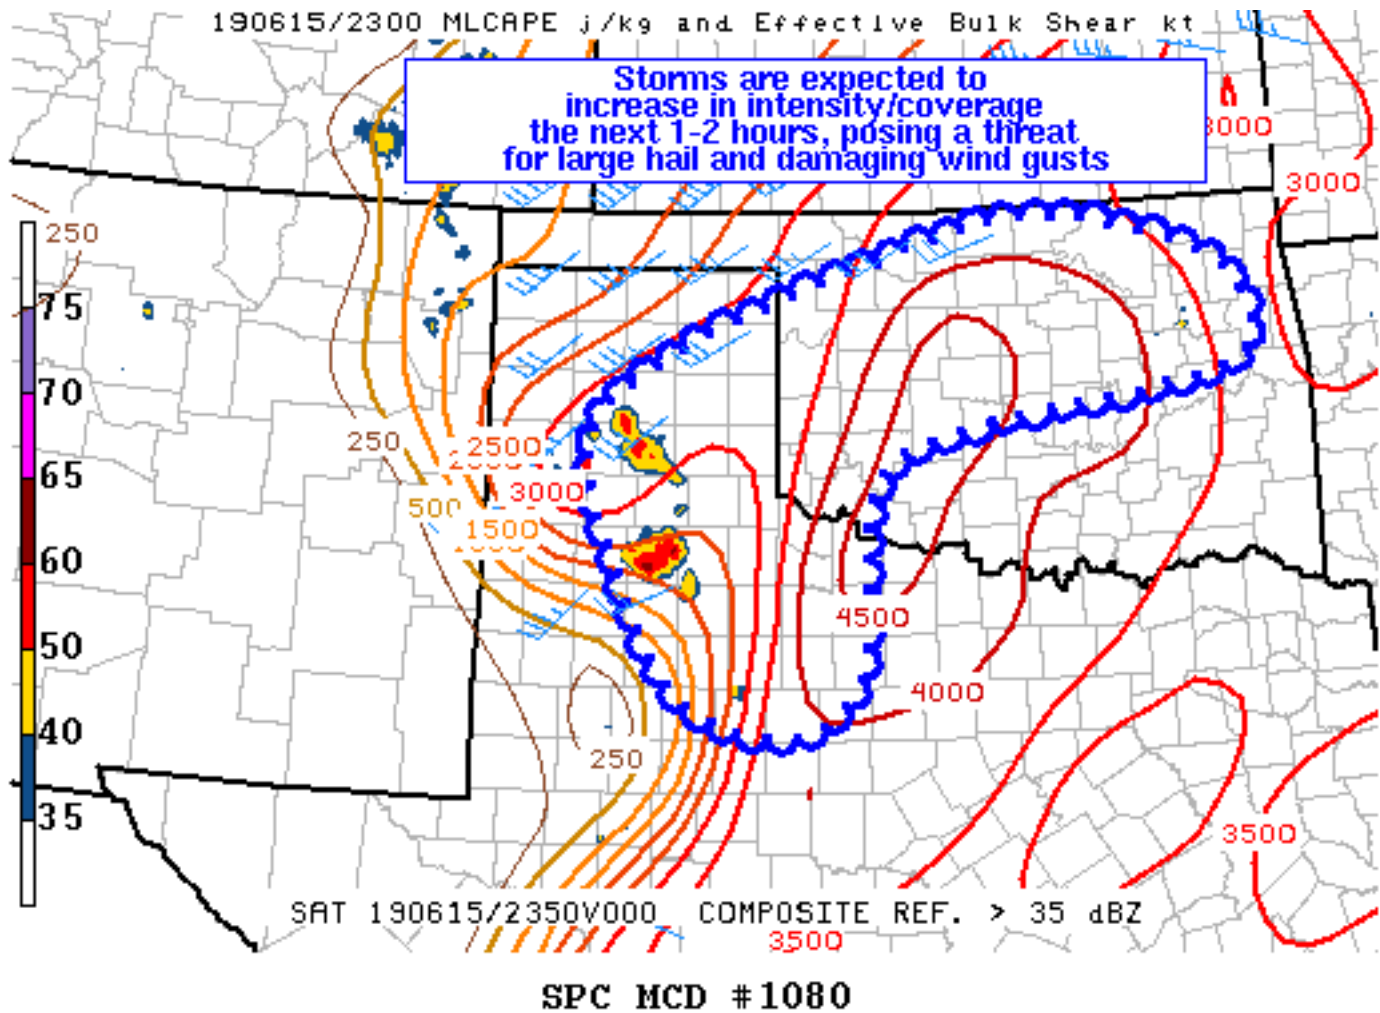 190615/2300 MLCAPE j/kg and Effective Bulk Shear kt
Storms are expected to
increase in intensity/coverage
the next 1-2 hours, posing a threat
for large hail and damaging wind gusts
3000
3000
250
75
70
65
60
50
40
35
250
2500
3000
500
1500
4500
4000
250
3500
SAT 190615/2350V000 COMPOSITE REF. > 35 dBZ
3500
SPC MCD #1080